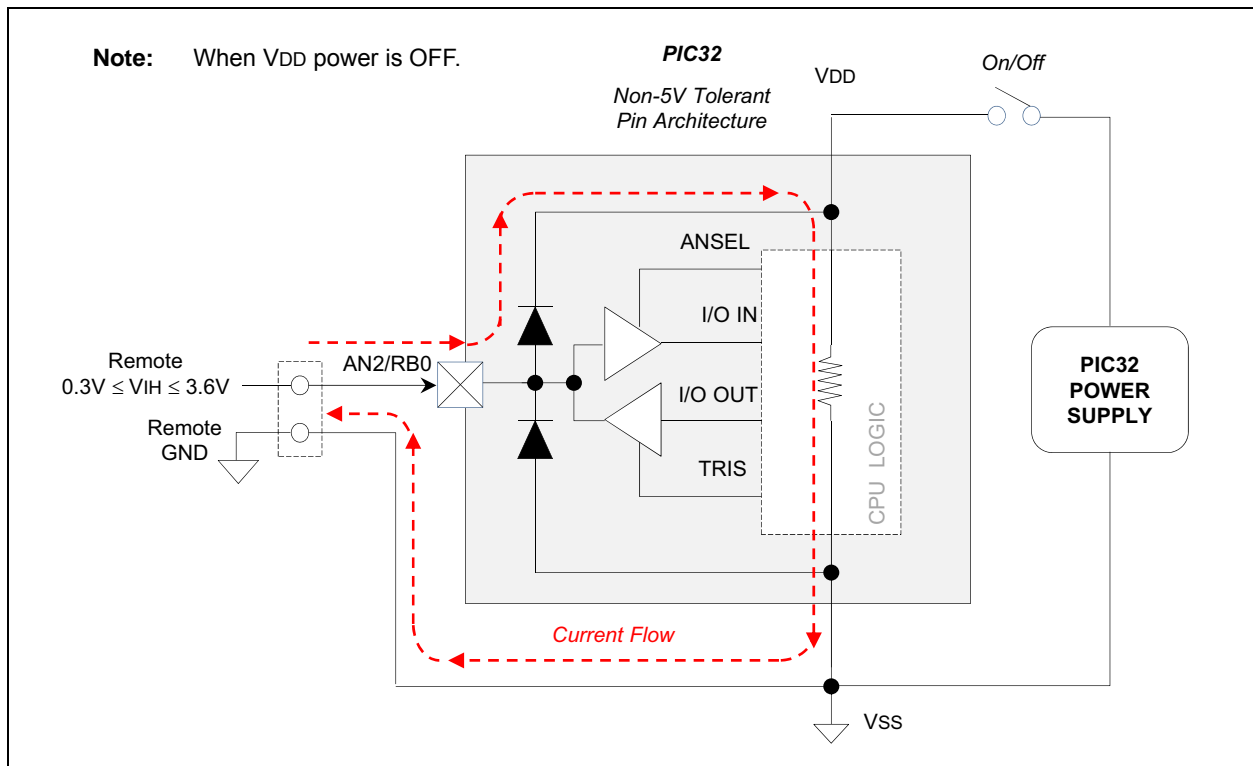 Note: When VDD power is OFF.
PIC32
Non-5V Tolerant
Pin Architecture
VDD
On/Off
ANSEL
I/O IN
AN2/RB0
Remote
0.3V ≤ VIH ≤ 3.6V
I/O OUT
Remote
GND
TRIS
CPU LOGIC
PIC32
POWER
SUPPLY
Current Flow
VSS